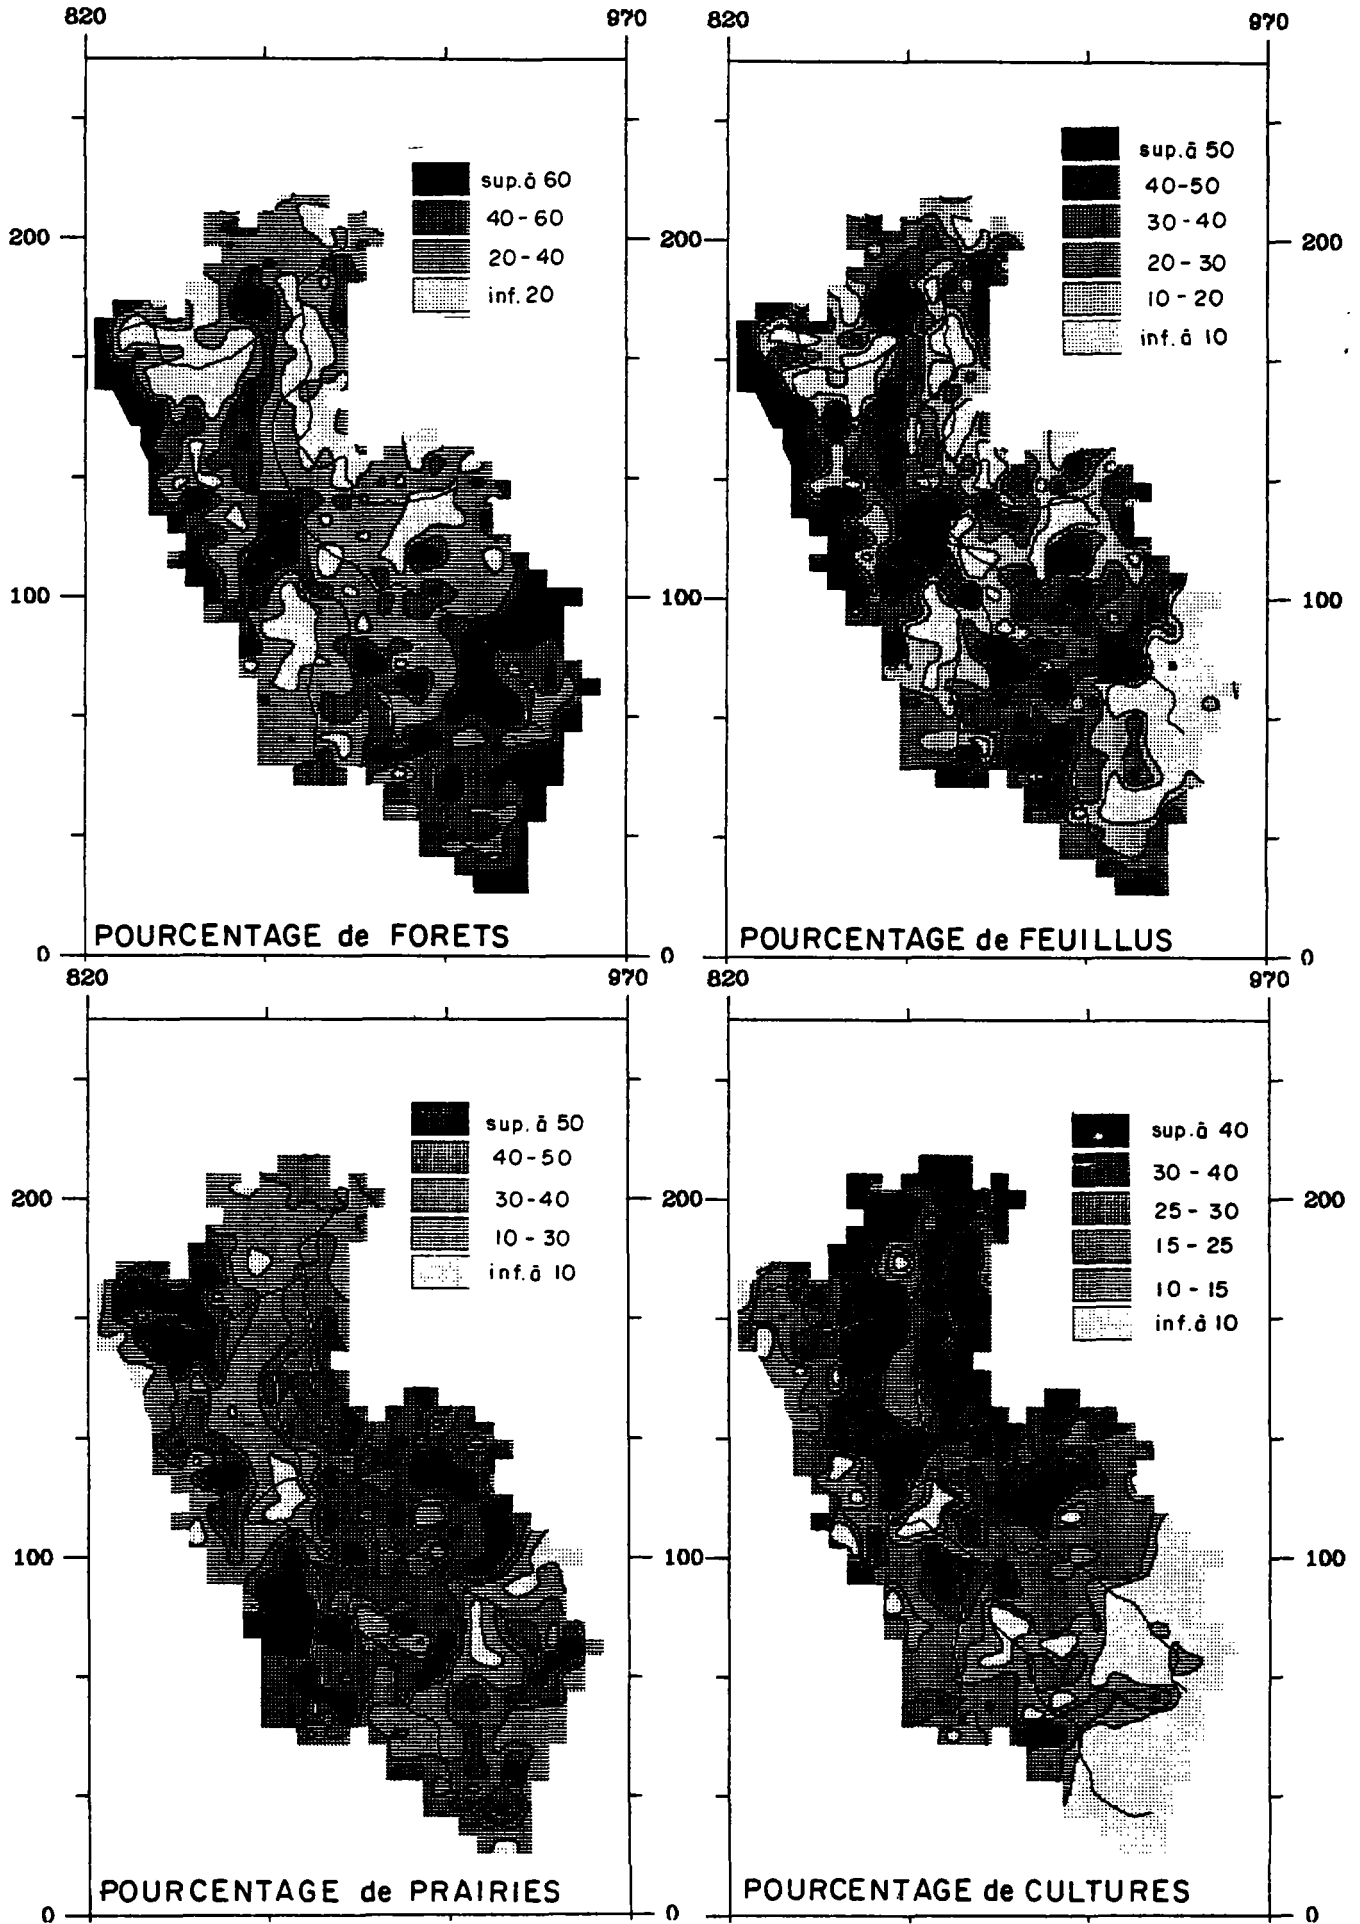 820 970
sup.à 60
40-60
20-40
inf.20
200
100
0
POURCENTAGE de FORETS
820 970
sup.à 50
40-50
30-40
20-30
10-20
inf.à 10
200 200
100 100
0 0
POURCENTAGE de FEUILLUS
820 970
sup.à 50
40-50
30-40
10-30
inf.à 10
200
100
0
POURCENTAGE de PRAIRIES
820 970
sup.à 40
30-40
25-30
15-25
10-15
inf.à 10
200 200
100 100
0 0
POURCENTAGE de CULTURES